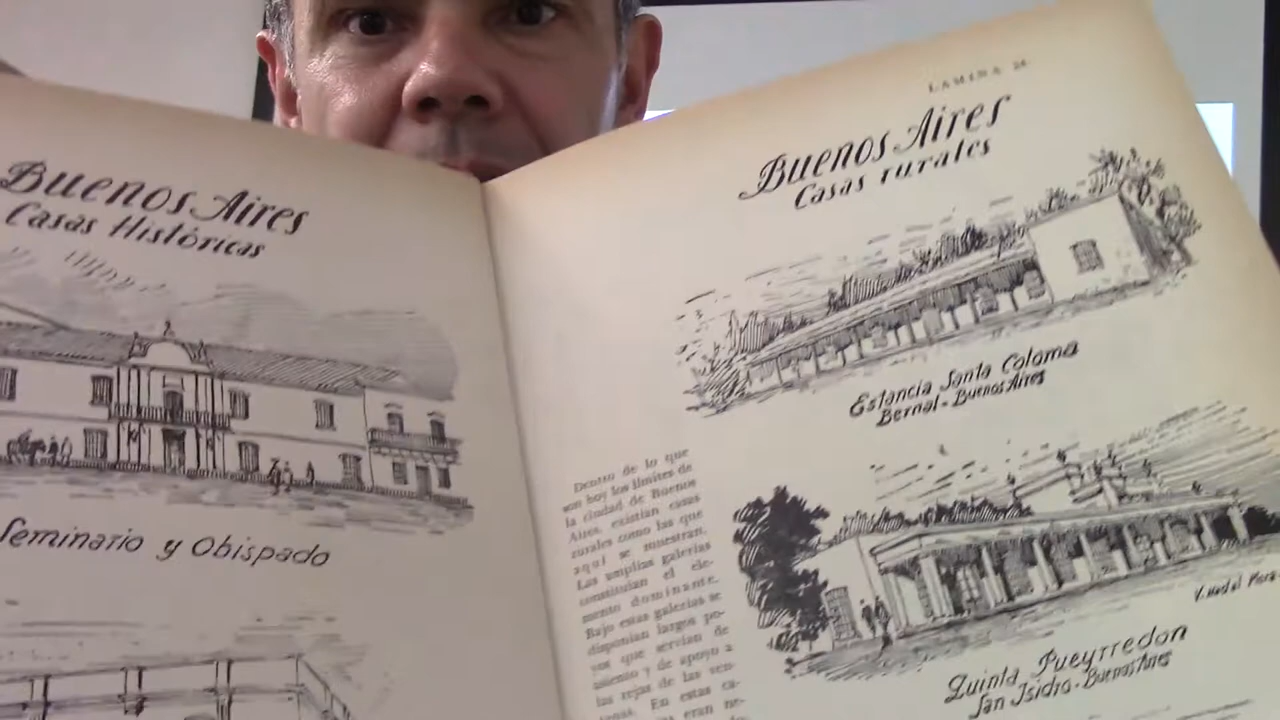 Buenos Aires
Casas Históricas
Seminario y Obispado
LAMINA
Buenos Aires
Casas rurales
Estancia Santa Coloma
Bernal - Buenos Aires
Dentro de lo que
son hoy los límites de
la ciudad de Buenos
Aires, existían casas
rurales como las que
aquí se muestran.
Las amplias galerías
constituían el ele-
mento dominante.
Bajo estas galerías se
disponían largos po-
yos que servían de
asiento y de apoyo a
las rejas de las ven-
tanas. En estas ca-
eran ne-
Quinta Pueyrredon
San Isidro - Buenos Aires